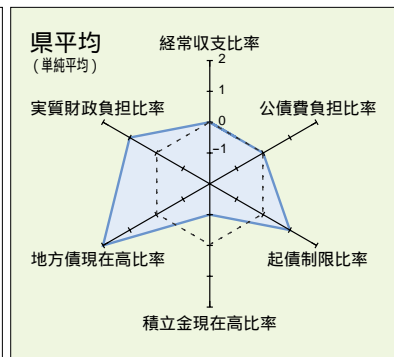 県平均
（単純平均）
経常収支比率
2
1
0
−1
公債費負担比率
起債制限比率
積立金現在高比率
地方債現在高比率
実質財政負担比率